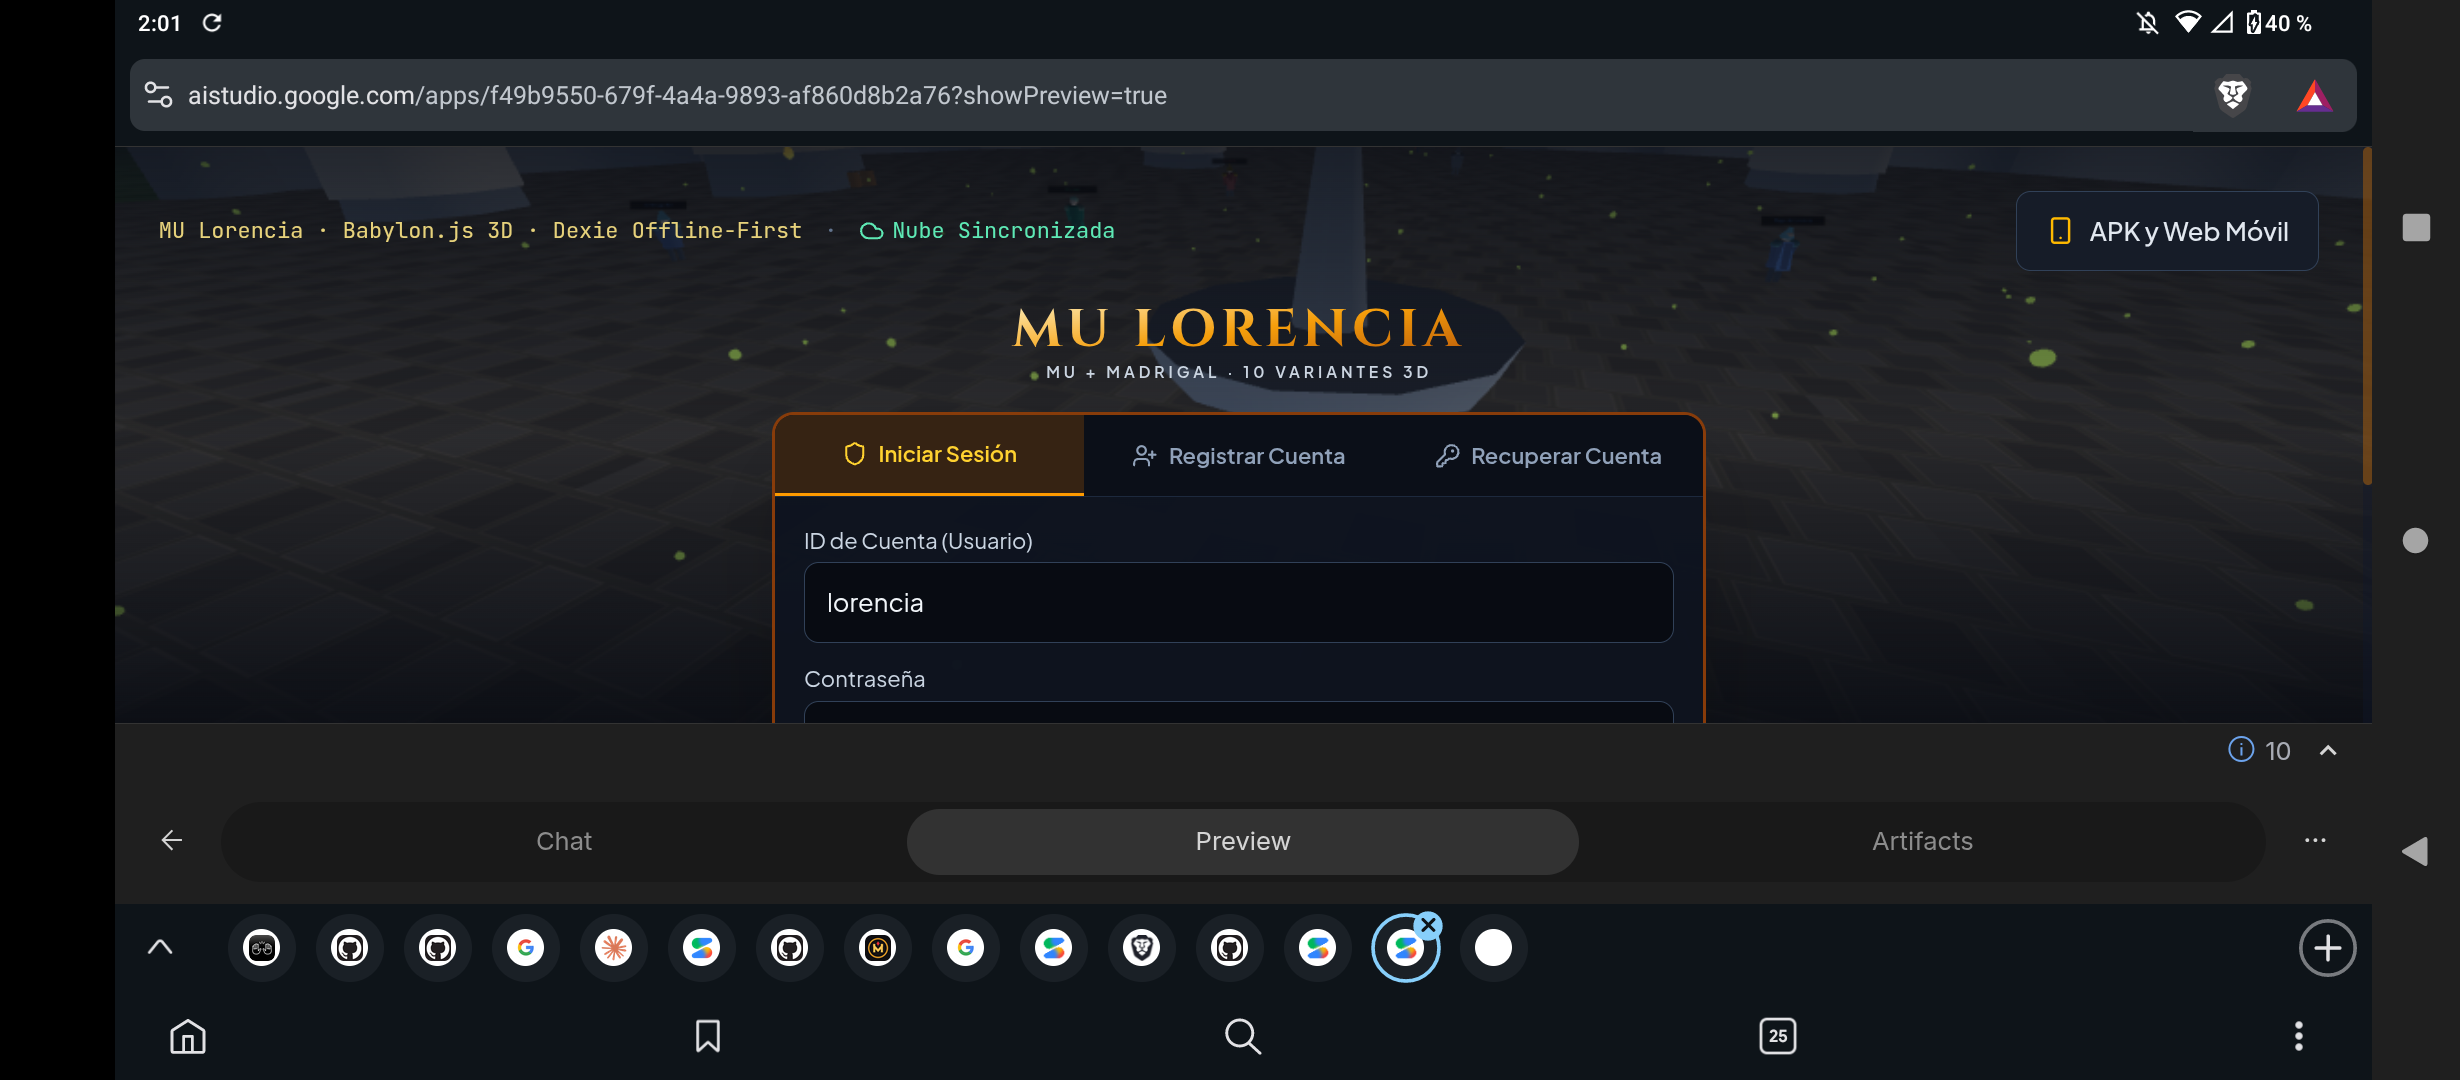 2:01
40 %
aistudio.google.com/apps/f49b9550-679f-4a4a-9893-af860d8b2a76?showPreview=true
MU Lorencia · Babylon.js 3D · Dexie Offline-First · Nube Sincronizada
APK y Web Móvil
MU LORENCIA
MU + MADRIGAL · 10 VARIANTES 3D
Iniciar Sesión
Registrar Cuenta
Recuperar Cuenta
ID de Cuenta (Usuario)
lorencia
Contraseña
10
Chat
Preview
Artifacts
25